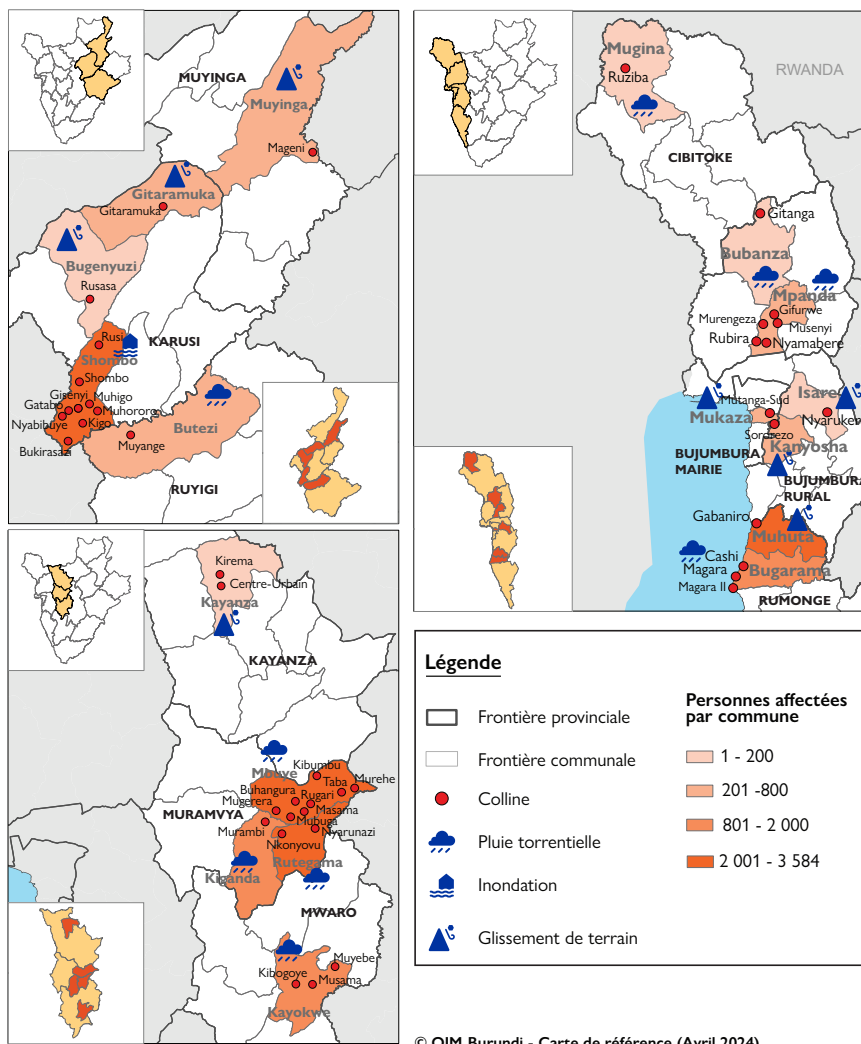 MUYINGA
Muyinga
Mageni
Gitaramuka
Gitaramuka
Bugenyuzi
Rusasa
KARUSI
Rusi
Shombo
Shombo
Gisenyi
Muhigo
Gatabo
Muhororo
Nyabibuye
Kigo
Bukirasazi
Butezi
Muyange
RUYIGI
Mugina
Ruziba
RWANDA
CIBITOKE
Gitanga
Bubanza
Mpanda
Gifurwe
Murengeza
Musenyi
Rubira
Nyamabere
Isare
Mutanga-Sud
Mukaza
Nyaruken
Sororezo
Kanyosha
BUJUMBURA
MAIRIE
BUJUMBURA
RURAL
Gabaniro
Muhuta
Cashi
Magara
Bugarama
Magara II
RUMONGE
Kirema
Centre-Urbain
Kayanza
KAYANZA
Kibumbu
Mbuye
Taba
Murehe
Buhangura
Rugari
Mugerera
Masama
MURAMVYA
Mubuga
Murambi
Nyarunazi
Nkonyovu
Rutegama
Kiganda
MWARO
Muyebe
Kibogoye
Musama
Kayokwe
Légende
Frontière provinciale
Frontière communale
Colline
Pluie torrentielle
Inondation
Glissement de terrain
Personnes affectées
par commune
1 - 200
201 -800
801 - 2 000
2 001 - 3 584
© OIM Burundi - Carte de référence (Avril 2024)